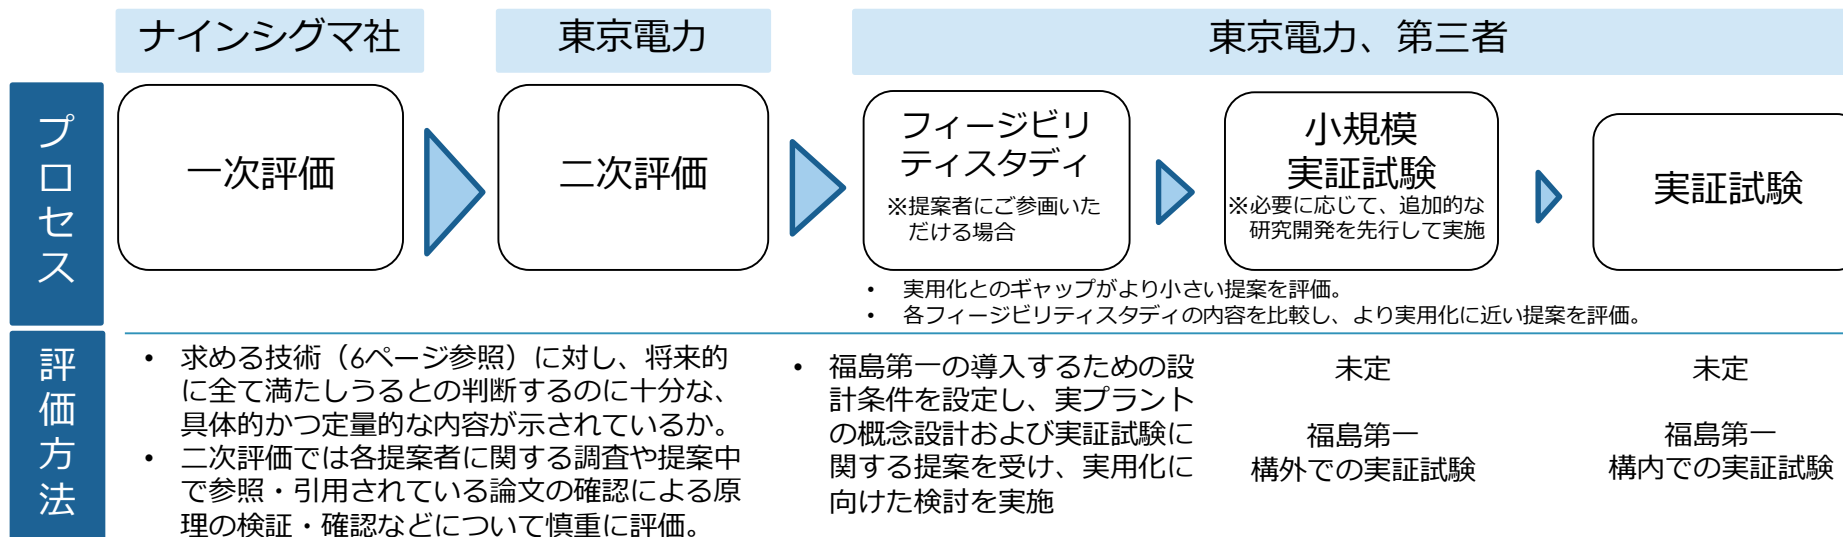 ナインシグマ社
東京電力
東京電力、第三者
プロセス
一次評価
二次評価
フィージビリ
ティスタディ
※提案者にご参画いた
だける場合
小規模
実証試験
※必要に応じて、追加的な
研究開発を先行して実施
実証試験
• 実用化とのギャップがより小さい提案を評価。
• 各フィージビリティスタディの内容を比較し、より実用化に近い提案を評価。
評価方法
• 求める技術（6ページ参照）に対し、将来的
に全て満たしうるとの判断するのに十分な、
具体的かつ定量的な内容が示されているか。
• 二次評価では各提案者に関する調査や提案中
で参照・引用されている論文の確認による原
理の検証・確認などについて慎重に評価。
• 福島第一の導入するための設
計条件を設定し、実プラント
の概念設計および実証試験に
関する提案を受け、実用化に
向けた検討を実施
未定
福島第一
構外での実証試験
未定
福島第一
構内での実証試験